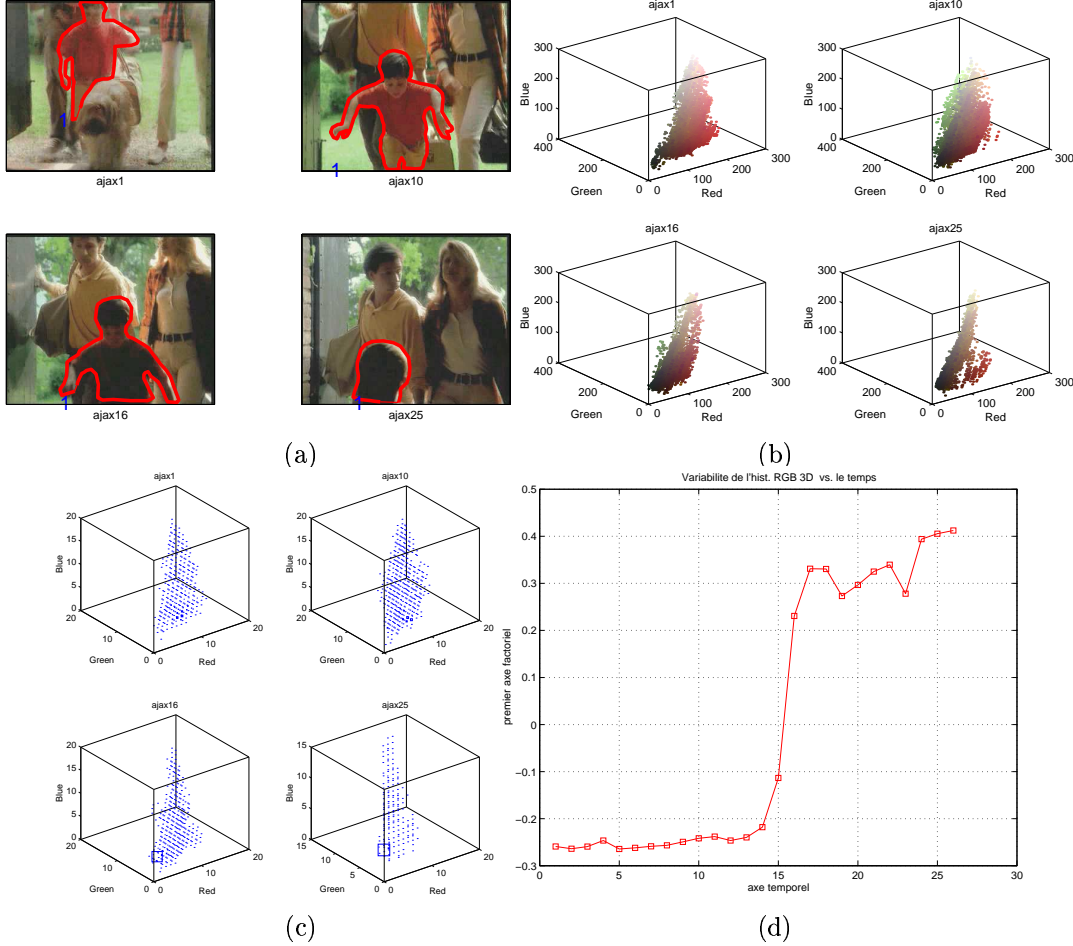 ajax1
ajax10
300
200
100
0
400
200
0
0
100
200
300
Blue
Green
Red
300
200
100
0
400
200
0
0
100
200
300
Blue
Green
Red
1
ajax1
1
ajax10
ajax16
ajax25
300
200
100
0
400
200
0
0
100
200
300
Blue
Green
Red
300
200
100
0
400
200
0
0
100
200
300
Blue
Green
Red
1
ajax16
1
ajax25
(a)
(b)
ajax1
ajax10
20
15
10
5
0
20
10
0
0
10
20
Blue
Green
Red
20
15
10
5
0
20
10
0
0
10
20
Blue
Green
Red
ajax16
ajax25
20
15
10
5
0
20
10
0
0
10
20
Blue
Green
Red
15
10
5
0
15
10
5
0
0
10
20
Blue
Green
Red
(c)
Variabilite de l'hist. RGB 3D vs. le temps
0.5
0.4
0.3
0.2
0.1
0
−0.1
−0.2
−0.3
premier axe factoriel
0
5
10
15
20
25
30
axe temporel
(d)